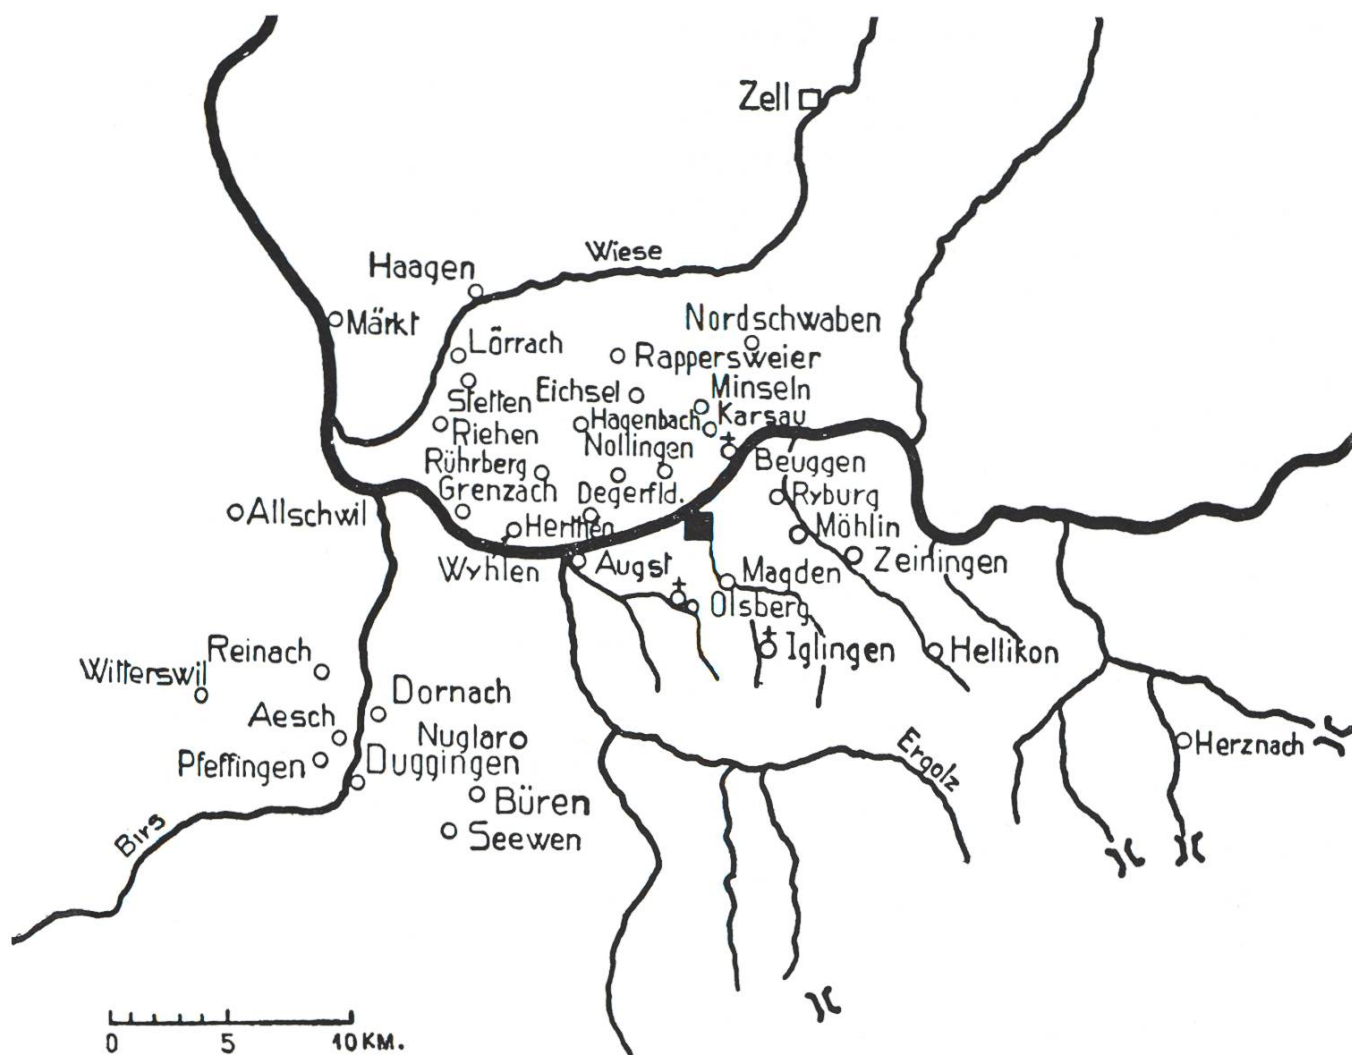 Zell
Wiese
Haagen
Märkt
Nordschwaben
Lörrach
Rappersweier
Stetten
Eichsel
Minseln
Riehen
Hagenbach
Karsau
Nollingen
Rührberg
Beuggen
Grenzach
Degerfld.
Ryburg
Allschwil
Herthen
Möhlin
Wyhlen
Augst
Zeiningen
Magden
Olsberg
Iglingen
Hellikon
Reinach
Witterswil
Dornach
Aesch
Nuglar
Herznach
Pfeffingen
Duggingen
Ergolz
Büren
Birs
Seewen
0 5 10 KM.